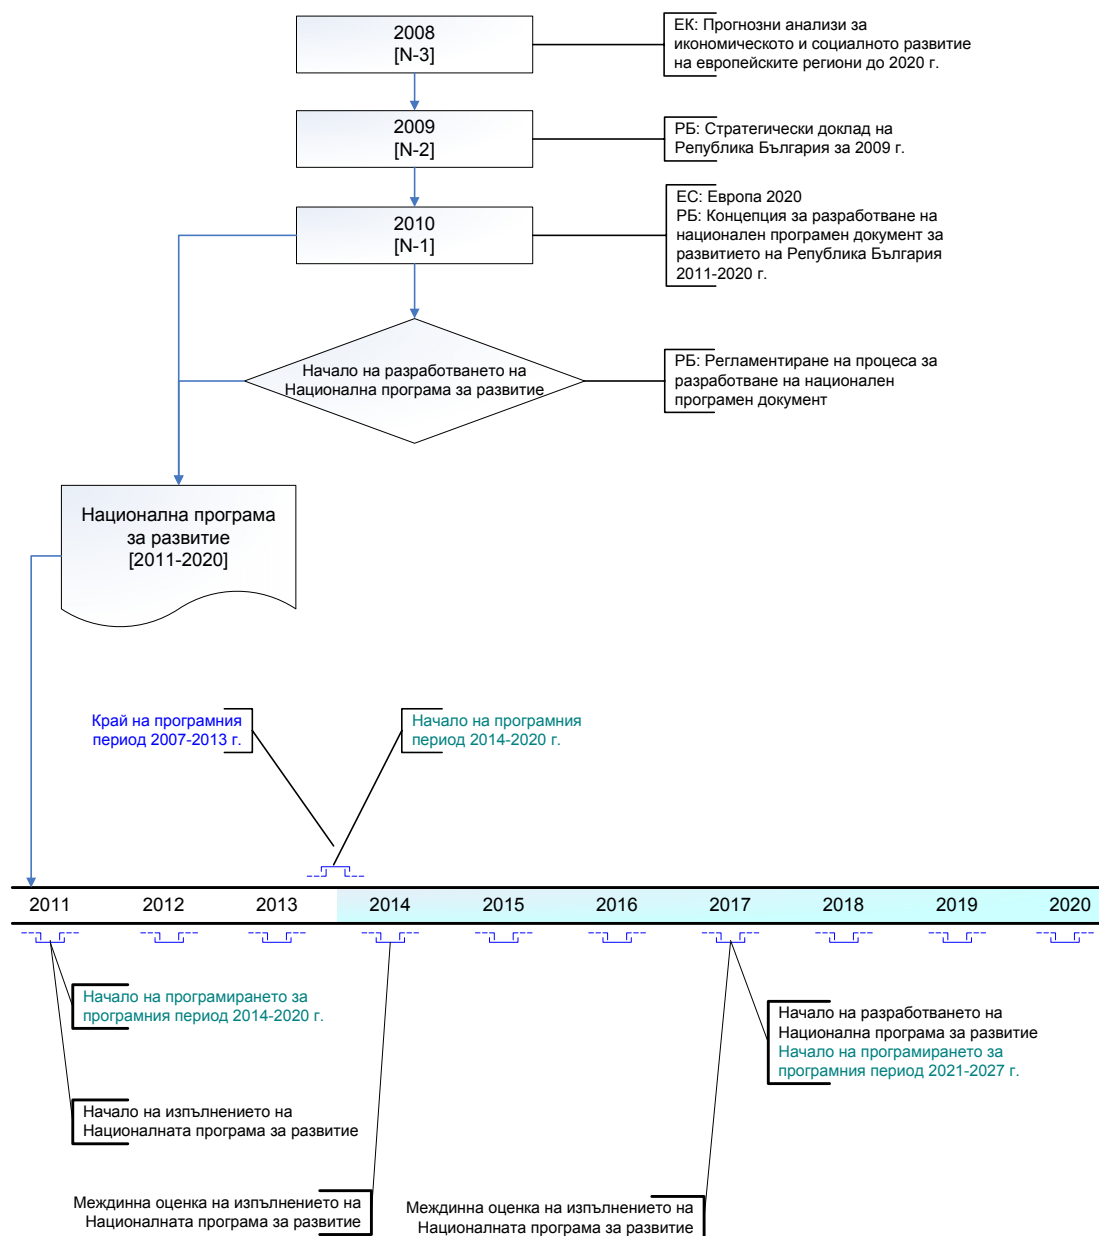 2008
[N-3]
ЕК: Прогнозни анализи за
икономическото и социалното развитие
на европейските региони до 2020 г.
2009
[N-2]
РБ: Стратегически доклад на
Република България за 2009 г.
2010
[N-1]
ЕС: Европа 2020
РБ: Концепция за разработване на
национален програмен документ за
развитието на Република България
2011-2020 г.
Начало на разработването на
Национална програма за развитие
РБ: Регламентиране на процеса за
разработване на национален
програмен документ
Национална програма
за развитие
[2011-2020]
Край на програмния
период 2007-2013 г.
Начало на програмния
период 2014-2020 г.
2011 2012 2013 2014 2015 2016 2017 2018 2019 2020
Начало на програмирането за
програмния период 2014-2020 г.
Начало на разработването на
Национална програма за развитие
Начало на програмирането за
програмния период 2021-2027 г.
Начало на изпълнението на
Националната програма за развитие
Междинна оценка на изпълнението на
Националната програма за развитие
Междинна оценка на изпълнението на
Националната програма за развитие